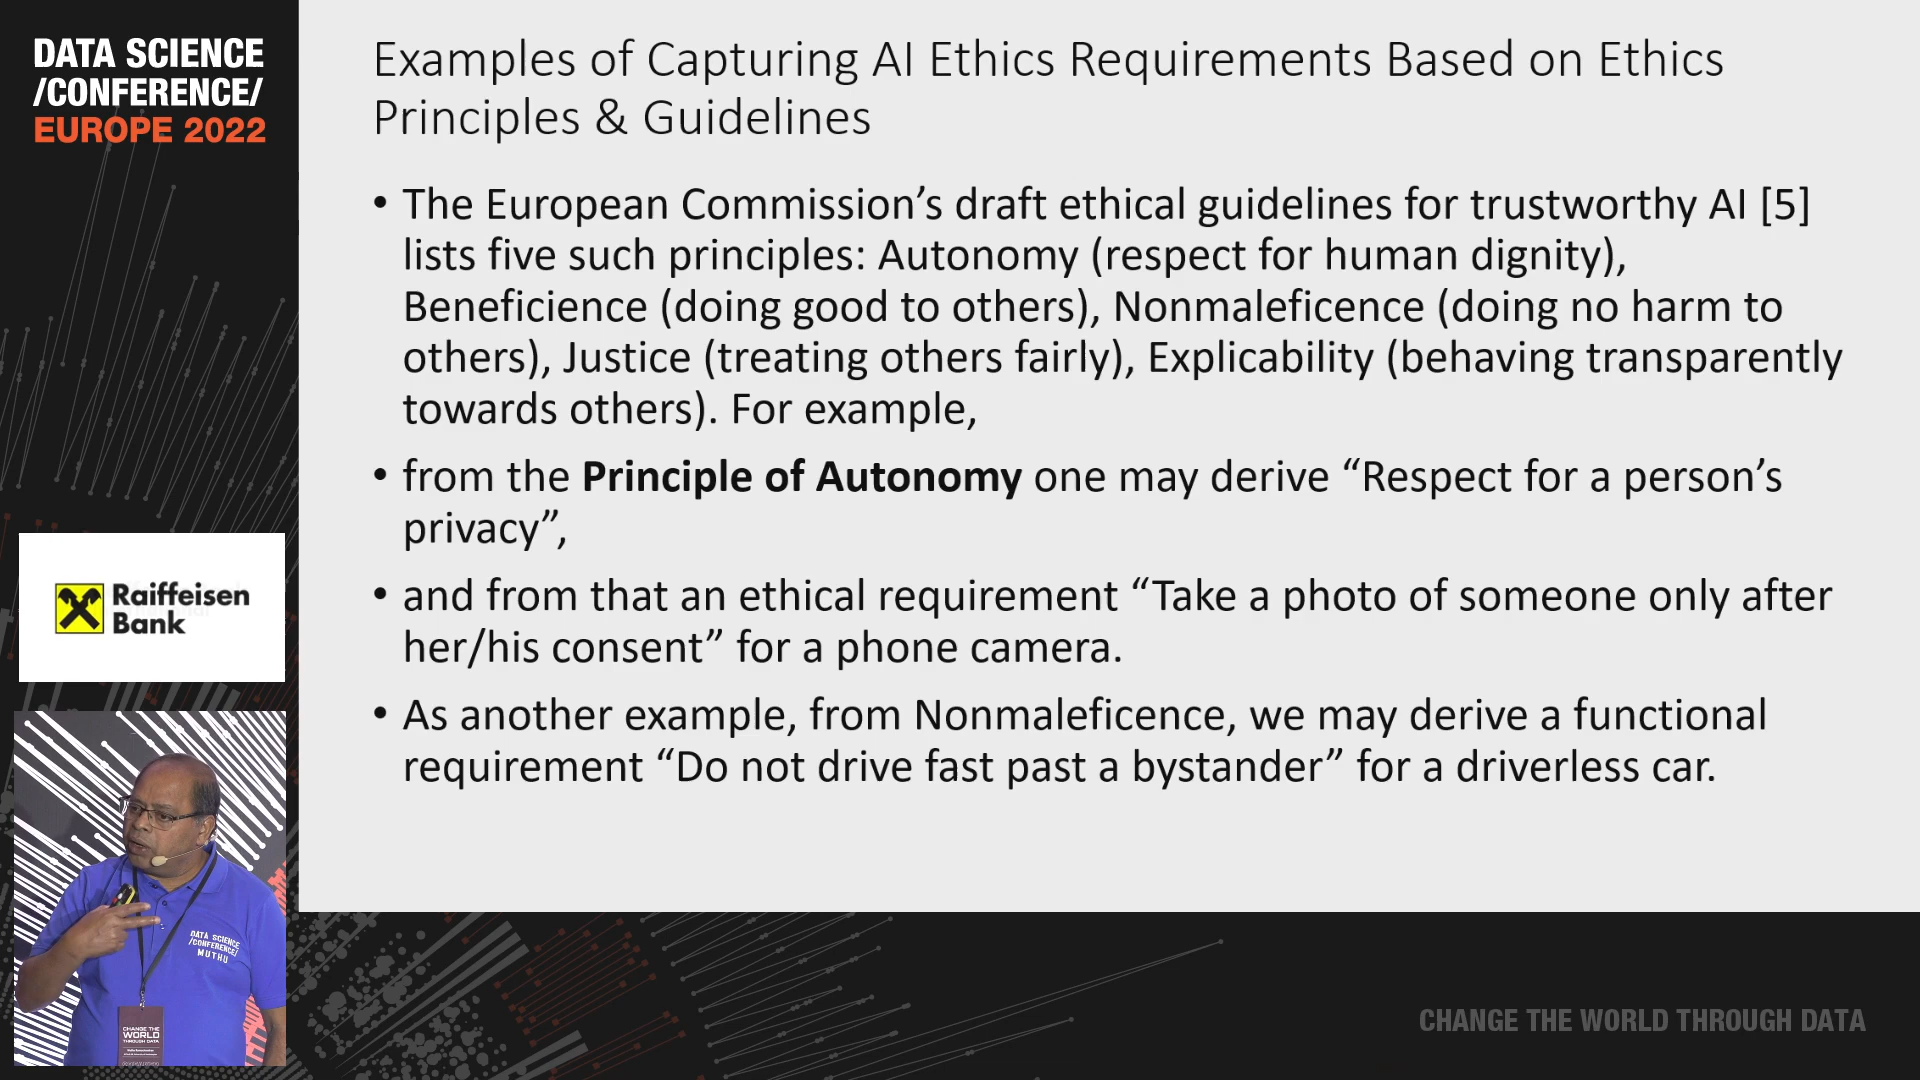 DATA SCIENCE
/CONFERENCE/
EUROPE 2022
Examples of Capturing AI Ethics Requirements Based on Ethics
Principles & Guidelines
• The European Commission’s draft ethical guidelines for trustworthy AI [5]
lists five such principles: Autonomy (respect for human dignity),
Beneficience (doing good to others), Nonmaleficence (doing no harm to
others), Justice (treating others fairly), Explicability (behaving transparently
towards others). For example,
• from the Principle of Autonomy one may derive “Respect for a person’s
privacy”,
• and from that an ethical requirement “Take a photo of someone only after
her/his consent” for a phone camera.
• As another example, from Nonmaleficence, we may derive a functional
requirement “Do not drive fast past a bystander” for a driverless car.
Raiffeisen
Bank
DATA SCIENCE
/CONFERENCE/
MUTHU
CHANGE THE
WORLD
THROUGH DATA
CHANGE THE WORLD THROUGH DATA